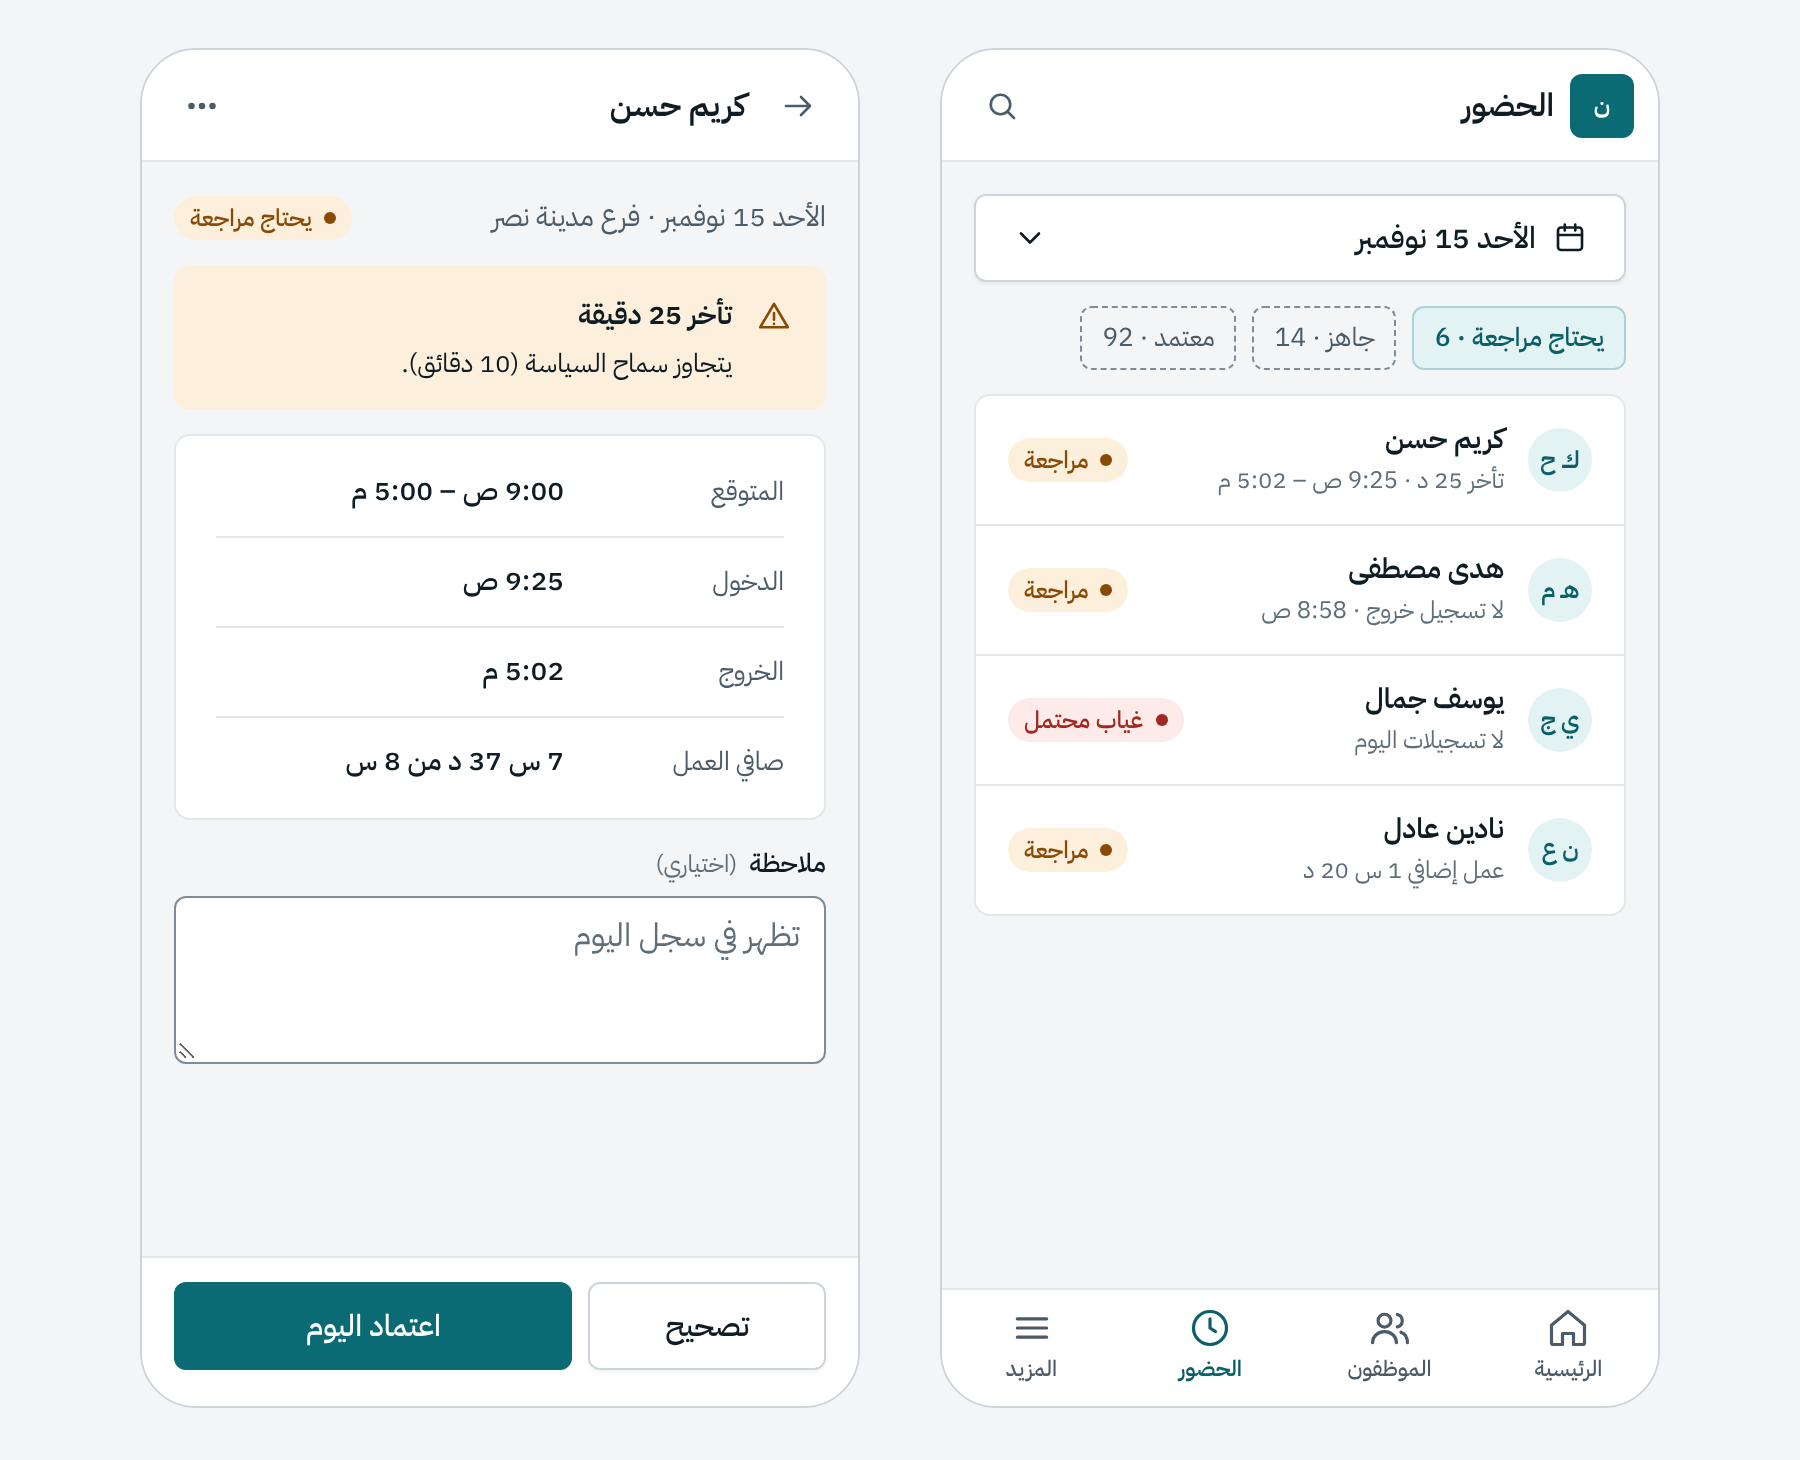 ن
الحضور
الأحد 15 نوفمبر
يحتاج مراجعة · 6
جاهز · 14
معتمد · 92
ك ح
كريم حسن
تأخر 25 د · 9:25 ص – 5:02 م
مراجعة
هـ م
هدى مصطفى
لا تسجيل خروج · 8:58 ص
مراجعة
ي ج
يوسف جمال
لا تسجيلات اليوم
غياب محتمل
ن ع
نادين عادل
عمل إضافي 1 س 20 د
مراجعة
الرئيسية
الموظفون
الحضور
المزيد
كريم حسن
الأحد 15 نوفمبر · فرع مدينة نصر
يحتاج مراجعة
تأخر 25 دقيقة
يتجاوز سماح السياسة (10 دقائق).
المتوقع
9:00 ص – 5:00 م
الدخول
9:25 ص
الخروج
5:02 م
صافي العمل
7 س 37 د من 8 س
ملاحظة (اختياري)
تظهر في سجل اليوم
تصحيح
اعتماد اليوم